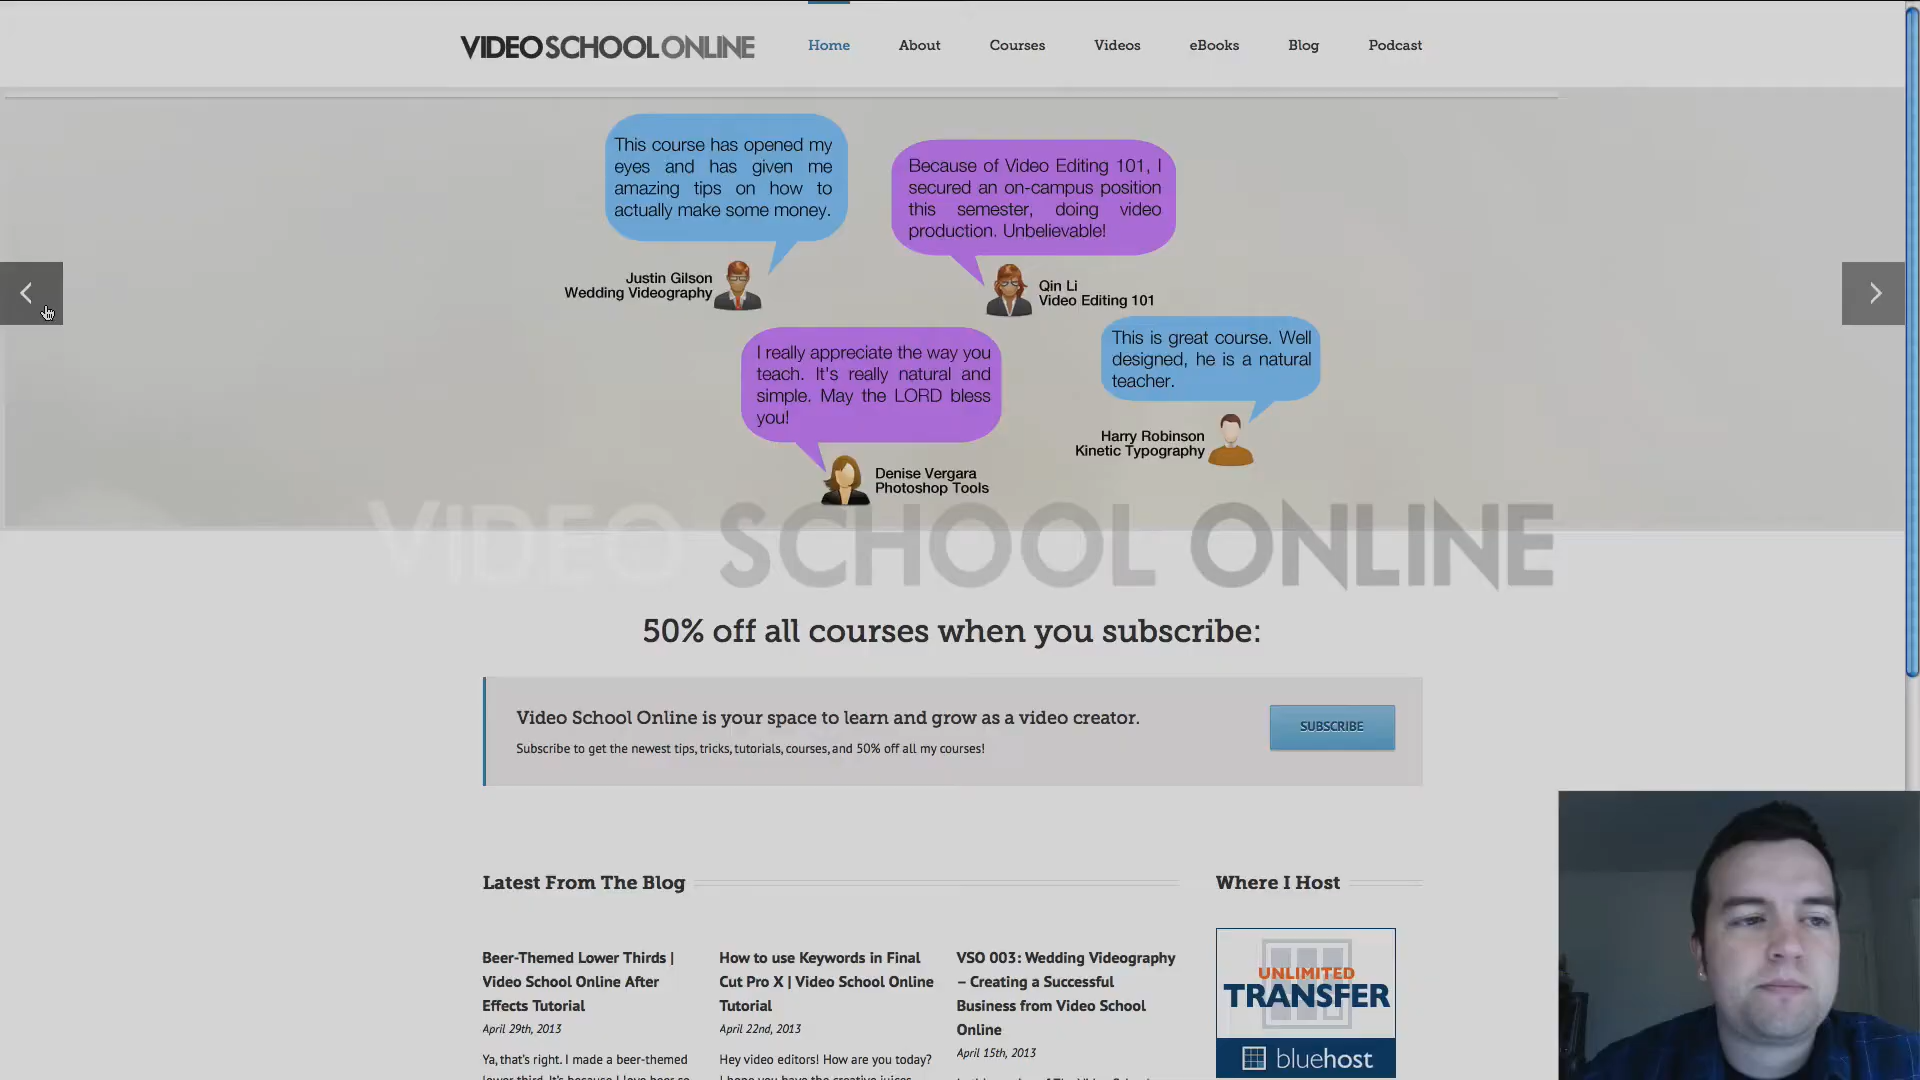 VIDEOSCHOOLONLINE
Home About Courses Videos eBooks Blog Podcast
This course has opened my
eyes and has given me
amazing tips on how to
actually make some money.
Justin Gilson
Wedding Videography
Because of Video Editing 101, I
secured an on-campus position
this semester, doing video
production. Unbelievable!
Qin Li
Video Editing 101
I really appreciate the way you
teach. It's really natural and
simple. May the LORD bless
you!
Denise Vergara
Photoshop Tools
This is great course. Well
designed, he is a natural
teacher.
Harry Robinson
Kinetic Typography
VIDEO SCHOOL ONLINE
50% off all courses when you subscribe:
Video School Online is your space to learn and grow as a video creator.
Subscribe to get the newest tips, tricks, tutorials, courses, and 50% off all my courses!
SUBSCRIBE
Latest From The Blog
Beer-Themed Lower Thirds |
Video School Online After
Effects Tutorial
April 29th, 2013
Ya, that's right. I made a beer-themed
How to use Keywords in Final
Cut Pro X | Video School Online
Tutorial
April 22nd, 2013
Hey video editors! How are you today?
VSO 003: Wedding Videography
– Creating a Successful
Business from Video School
Online
April 15th, 2013
Where I Host
UNLIMITED
TRANSFER
bluehost